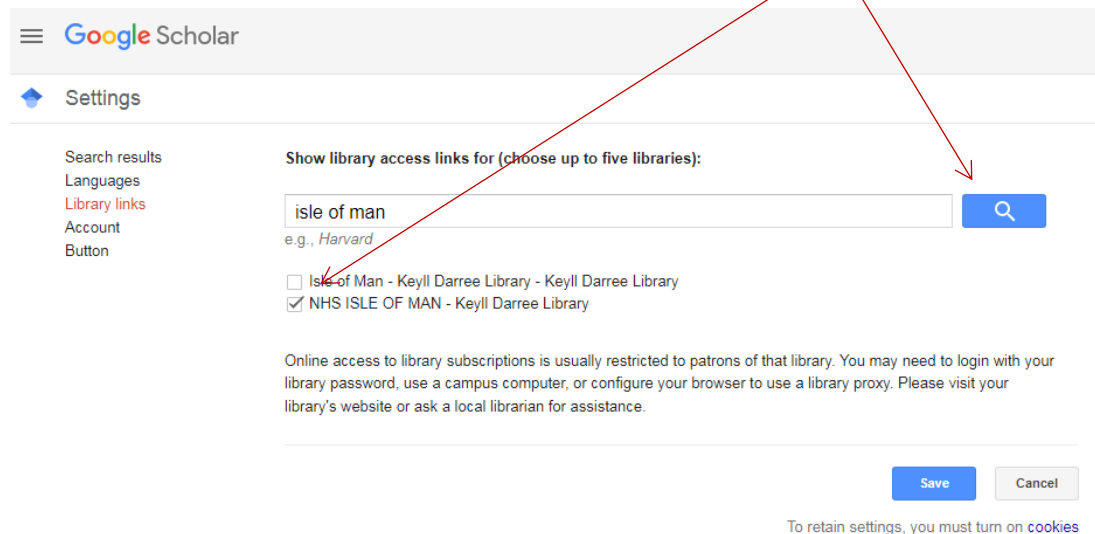 Google Scholar
Settings
Search results
Languages
Library links
Account
Button
Show library access links for (choose up to five libraries):
isle of man
e.g., Harvard
Isle of Man - Keyll Darree Library - Keyll Darree Library
NHS ISLE OF MAN - Keyll Darree Library
Online access to library subscriptions is usually restricted to patrons of that library. You may need to login with your
library password, use a campus computer, or configure your browser to use a library proxy. Please visit your
library's website or ask a local librarian for assistance.
Save Cancel
To retain settings, you must turn on cookies